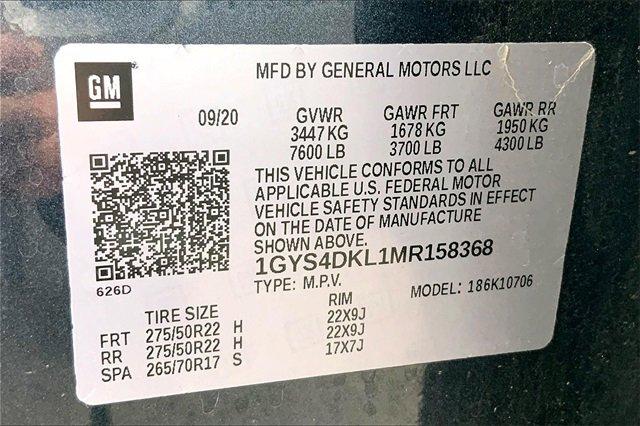 GM
MFD BY GENERAL MOTORS LLC
09/20 GVWR GAWR FRT GAWR RR
3447 KG 1678 KG 1950 KG
7600 LB 3700 LB 4300 LB
THIS VEHICLE CONFORMS TO ALL
APPLICABLE U.S. FEDERAL MOTOR
VEHICLE SAFETY STANDARDS IN EFFECT
ON THE DATE OF MANUFACTURE
SHOWN ABOVE.
1GYS4DKL1MR158368
626D
TYPE: M.P.V. MODEL: 186K10706
TIRE SIZE RIM
FRT 275/50R22 H 22X9J
RR 275/50R22 H 22X9J
SPA 265/70R17 S 17X7J